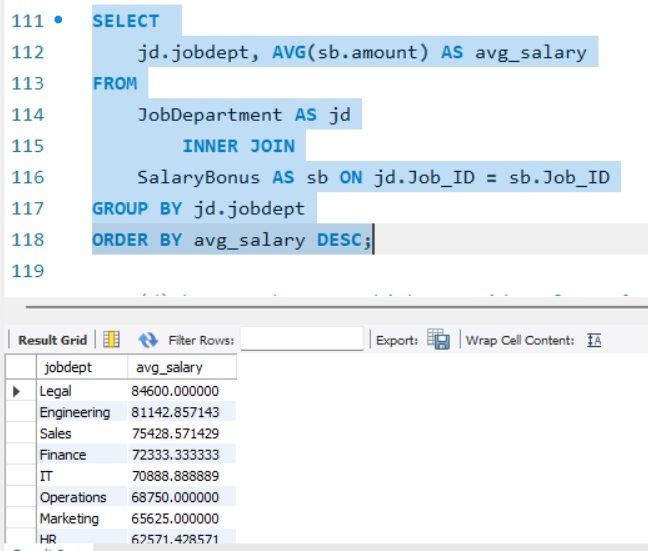 111 SELECT
112 jd.jobdept, AVG(sb.amount) AS avg_salary
113 FROM
114 JobDepartment AS jd
115 INNER JOIN
116 SalaryBonus AS sb ON jd.Job_ID = sb.Job_ID
117 GROUP BY jd.jobdept
118 ORDER BY avg_salary DESC;
119
Result Grid Filter Rows: Export: Wrap Cell Content: IA
jobdept avg_salary
Legal 84600.000000
Engineering 81142.857143
Sales 75428.571429
Finance 72333.333333
IT 70888.888889
Operations 68750.000000
Marketing 65625.000000
HR 62571.428571